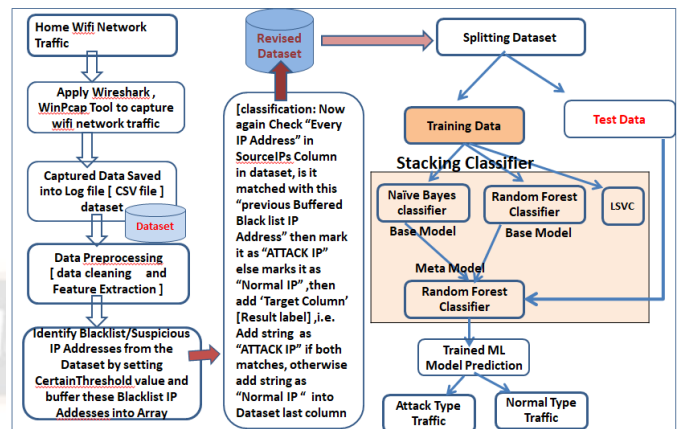 Home Wifi Network
Traffic
Apply Wireshark ,
WinPcap Tool to capture
wifi network traffic
Captured Data Saved
into Log file [ CSV file ]
dataset
Dataset
Data Preprocessing
[ data cleaning and
Feature Extraction ]
Identify Blacklist/Suspicious
IP Addresses from the
Dataset by setting
CertainThreshold value and
buffer these Blacklist IP
Addesses into Array
Revised
Dataset
[classification: Now
again Check “Every
IP Address” in
SourceIPs Column
in dataset, is it
matched with this
“previous Buffered
Black list IP
Address” then mark
it as “ATTACK IP”
else marks it as
“Normal IP” ,then
add ‘Target Column’
[Result label] ,i.e.
Add string as
“ATTACK IP” if both
matches, otherwise
add string as
“Normal IP “ into
Dataset last column
Splitting Dataset
Training Data
Test Data
Stacking Classifier
Naïve Bayes
classifier
Base Model
Random Forest
Classifier
Base Model
LSVC
Meta Model
Random Forest
Classifier
Trained ML
Model Prediction
Attack Type
Traffic
Normal Type
Traffic